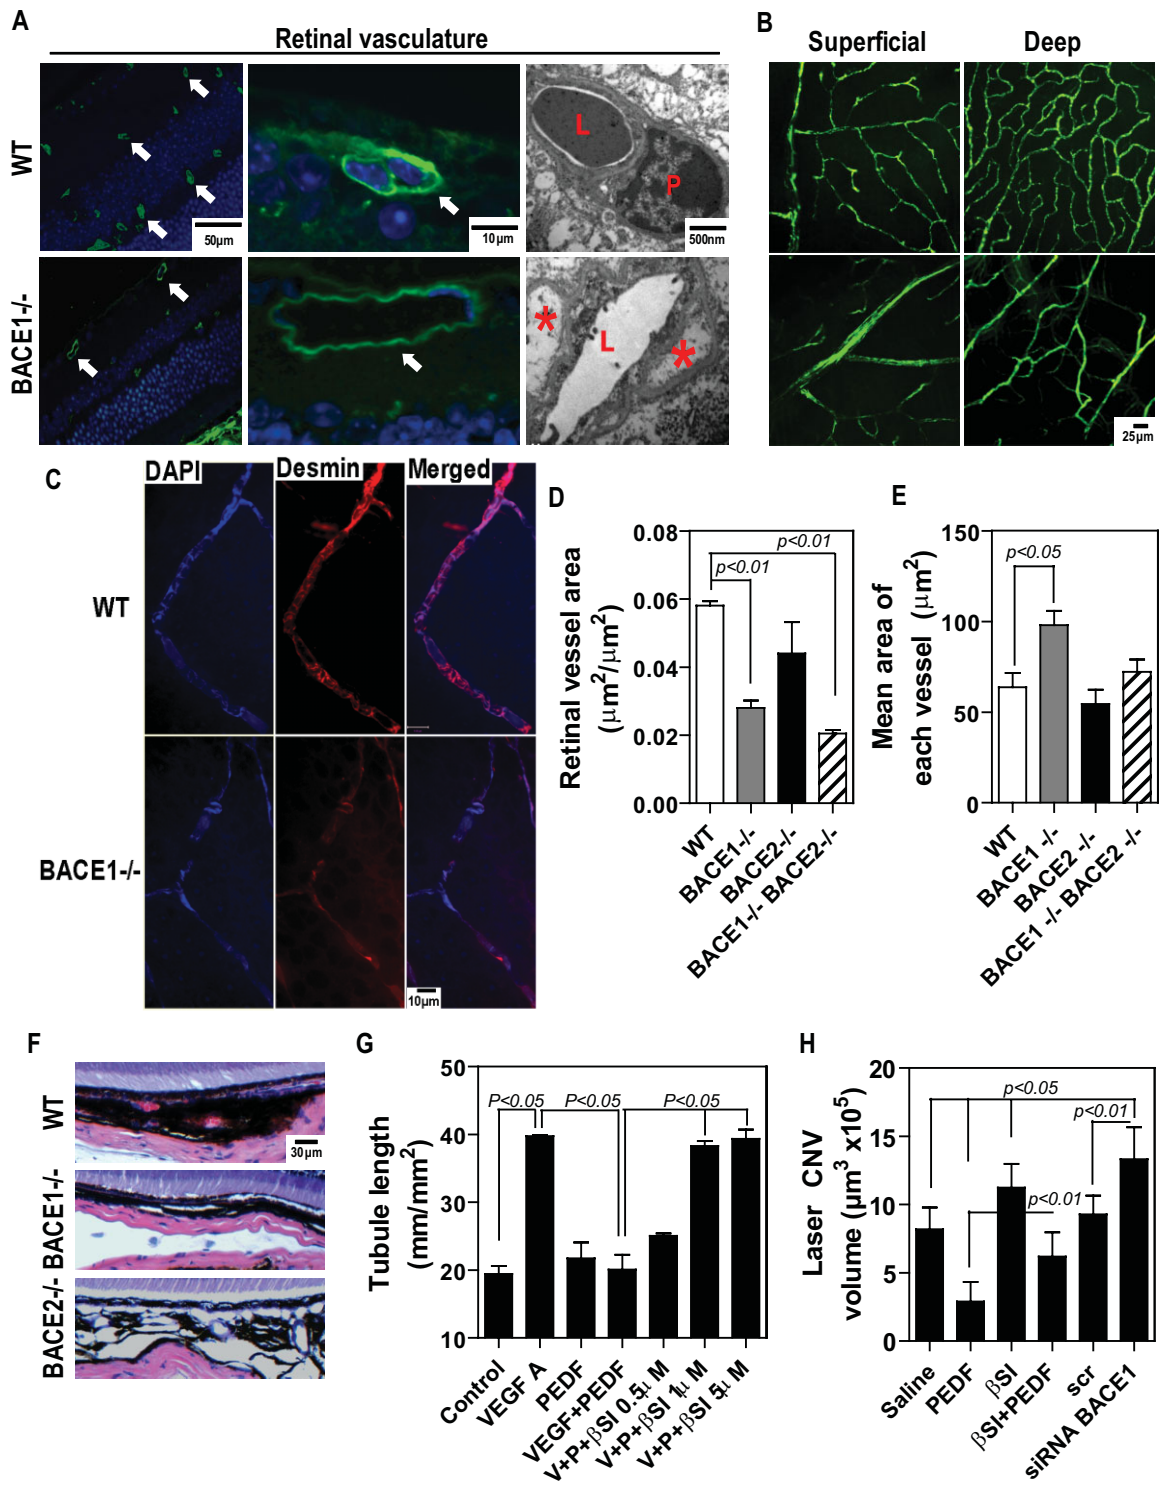 A
Retinal vasculature
WT
BACE1-/-
L
P
50µm
10µm
500nm
*
L
*
B
Superficial
Deep
25µm
C
DAPI
Desmin
Merged
WT
BACE1-/-
10µm
D
Retinal vessel area
(µm²/µm²)
0.08
0.06
0.04
0.02
0.00
p<0.01
p<0.01
WT
BACE1-/-
BACE2-/-
BACE1-/- BACE2-/-
E
Mean area of
each vessel (µm²)
150
100
50
0
p<0.05
WT
BACE1 -/-
BACE2 -/-
BACE1 -/- BACE2 -/-
F
WT
BACE1-/-
BACE2-/-
30µm
G
Tubule length
(mm/mm²)
50
40
30
20
10
P<0.05
P<0.05
P<0.05
Control
VEGF A
PEDF
VEGF+PEDF
V+P+βSI 0.5µ M
V+P+βSI 1µ M
V+P+βSI 5µ M
H
Laser CNV
volume (µm³ x10⁵)
20
15
10
5
0
p<0.05
p<0.01
p<0.01
Saline
PEDF
βSI
βSI+PEDF
scr
siRNA BACE1